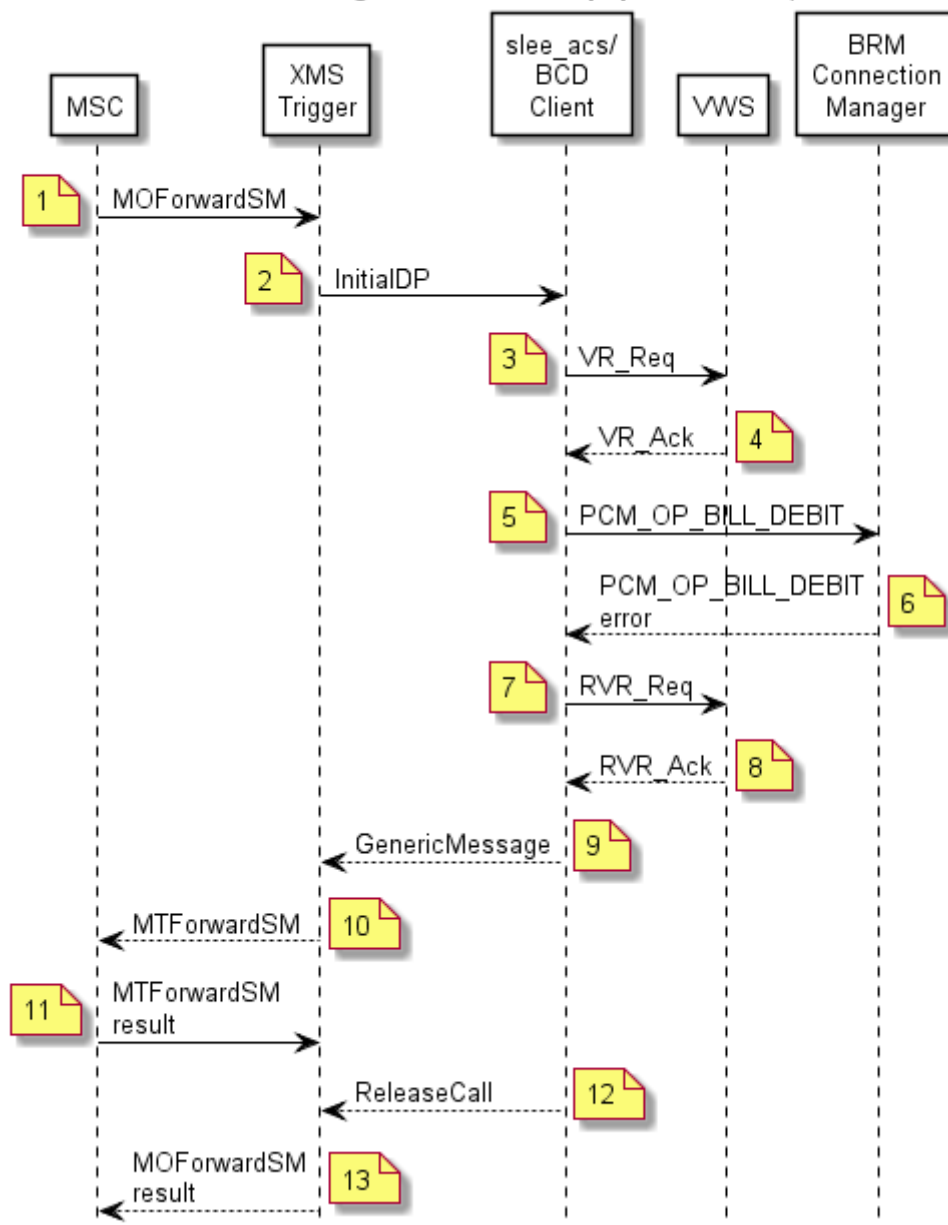 MSC
XMS
Trigger
slee_acs/
BCD
Client
VWS
BRM
Connection
Manager
1
MOForwardSM
2
InitialDP
3
VR_Req
VR_Ack
4
5
PCM_OP_BILL_DEBIT
PCM_OP_BILL_DEBIT
error
6
7
RVR_Req
RVR_Ack
8
GenericMessage
9
MTForwardSM
10
11
MTForwardSM
result
ReleaseCall
12
MOForwardSM
result
13